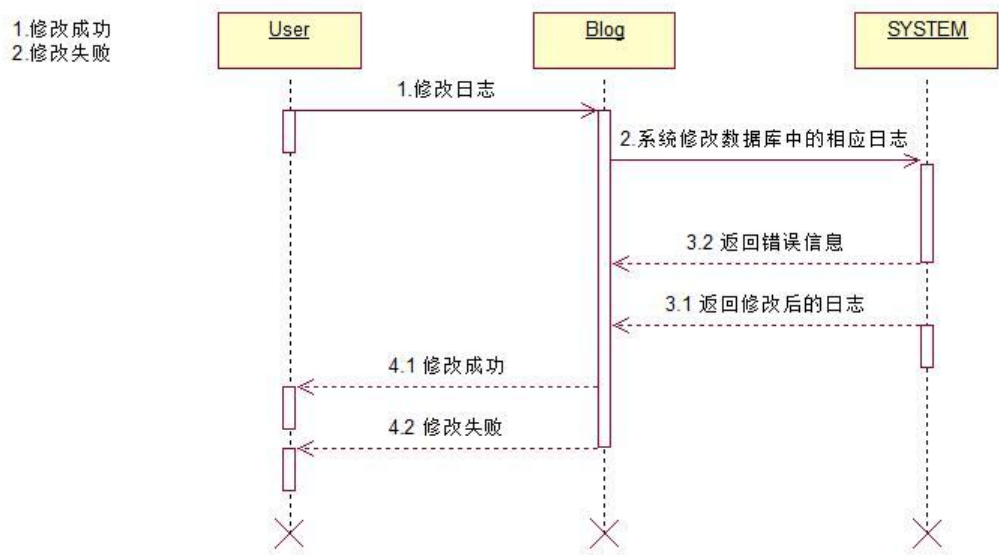 1.修改成功
2.修改失败
User
Blog
SYSTEM
1.修改日志
2.系统修改数据库中的相应日志
3.2 返回错误信息
3.1 返回修改后的日志
4.1 修改成功
4.2 修改失败